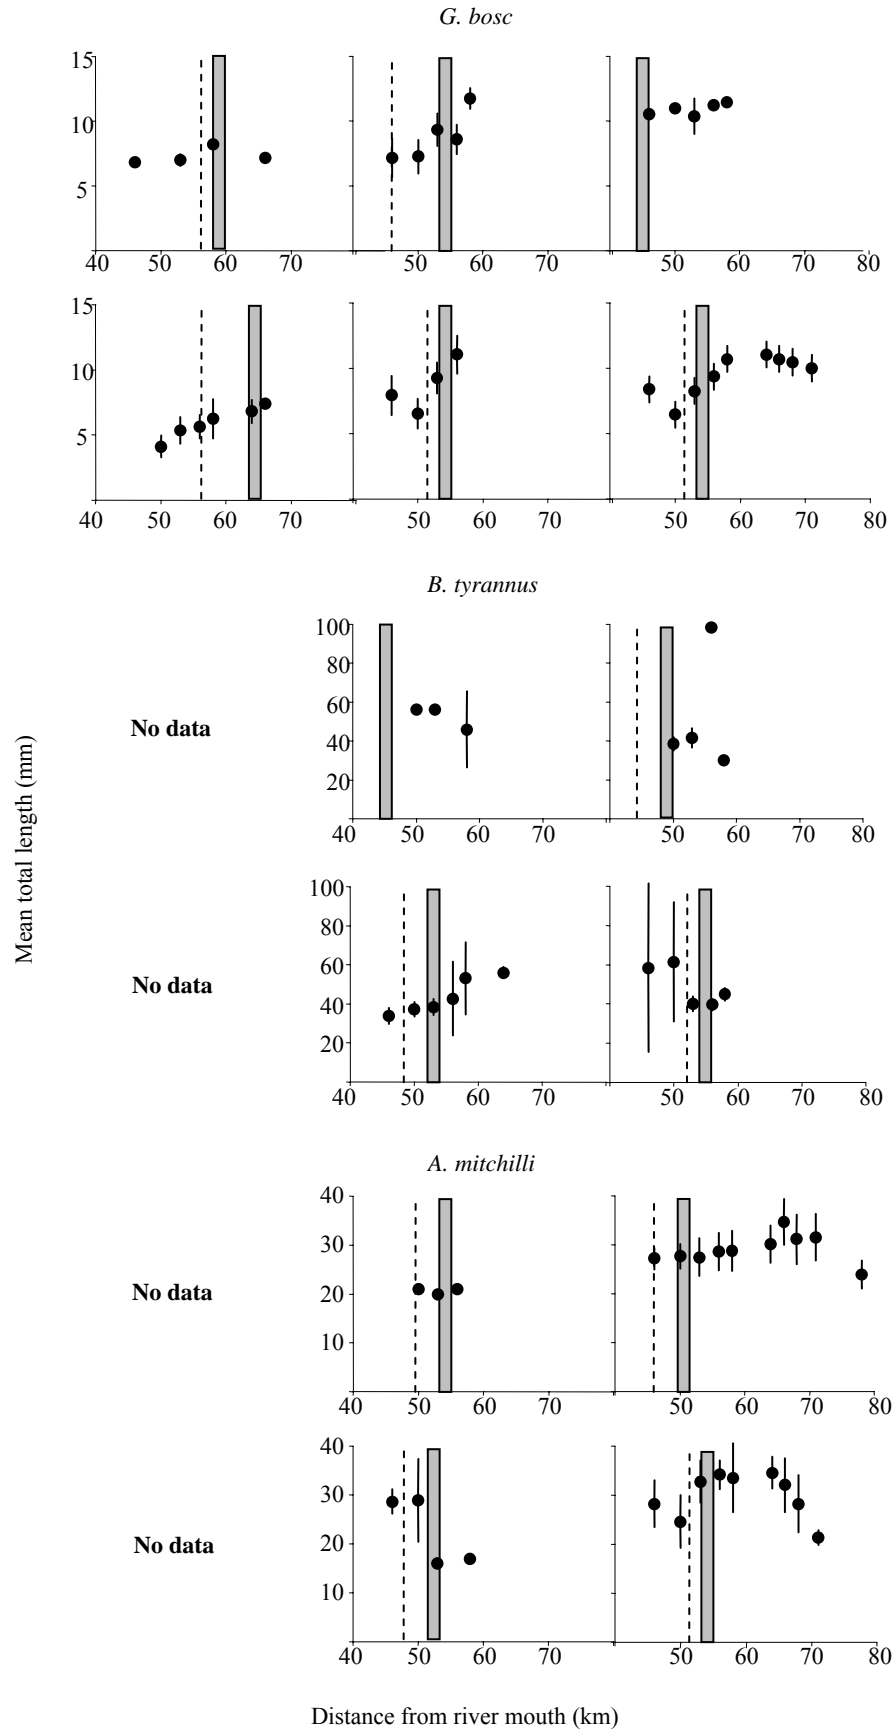 G. bosc
15
10
5
40 50 60 70 50 60 70 50 60 70 80
15
10
5
40 50 60 70 50 60 70 50 60 70 80
B. tyrannus
Mean total length (mm)
No data
100
80
60
40
20
40 50 60 70 50 60 70 80
No data
100
80
60
40
20
40 50 60 70 50 60 70 80
A. mitchilli
No data
40
30
20
10
40 50 60 70 50 60 70 80
No data
40
30
20
10
40 50 60 70 50 60 70 80
Distance from river mouth (km)